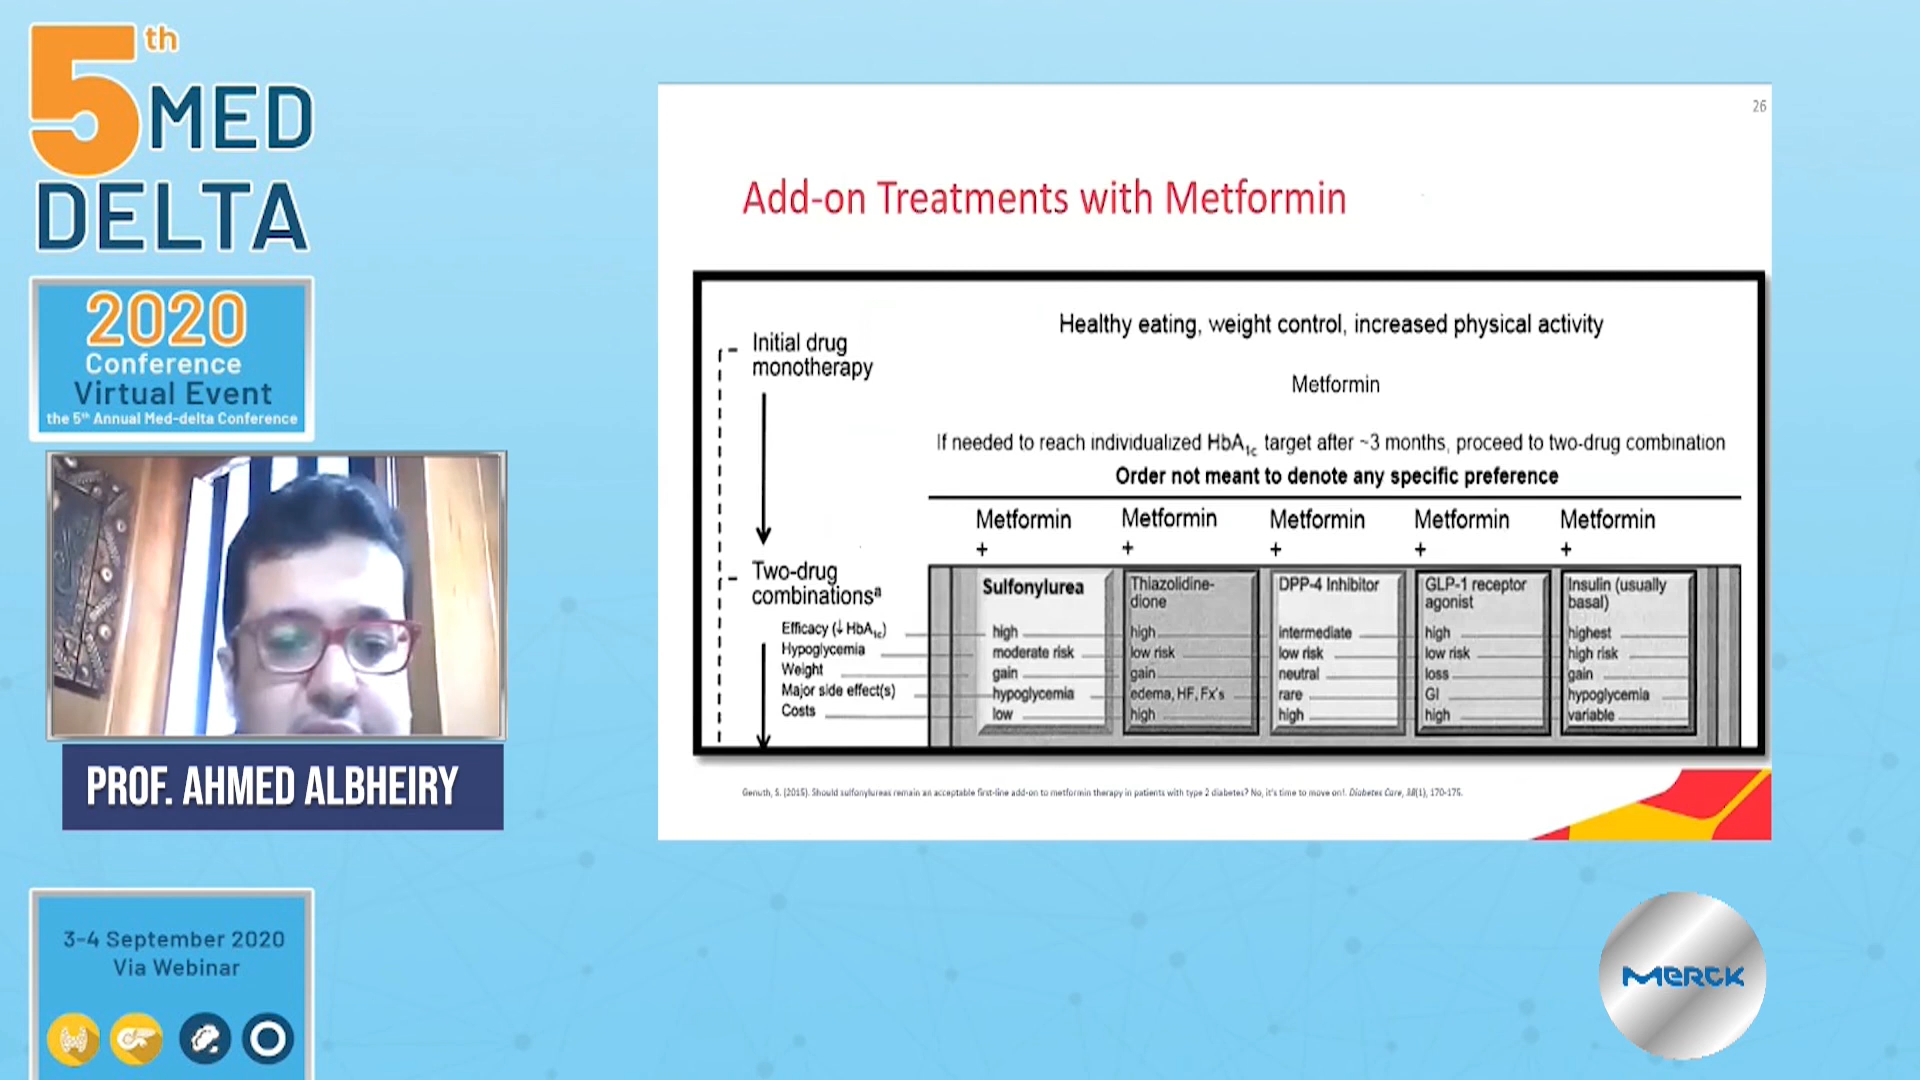 5th MED
DELTA
2020
Conference
Virtual Event
the 5th Annual Med-delta Conference
PROF. AHMED ALBHEIRY
3-4 September 2020
Via Webinar
26
Add-on Treatments with Metformin
Healthy eating, weight control, increased physical activity
Initial drug
monotherapy
Metformin
If needed to reach individualized HbA1c target after ~3 months, proceed to two-drug combination
Order not meant to denote any specific preference
Metformin Metformin Metformin Metformin Metformin
+ + + + +
Two-drug
combinationsª
Efficacy (↓ HbA1c)
Hypoglycemia
Weight
Major side effect(s)
Costs
Sulfonylurea
high
moderate risk
gain
hypoglycemia
low
Thiazolidine-
dione
high
low risk
gain
edema, HF, Fx's
high
DPP-4 Inhibitor
intermediate
low risk
neutral
rare
high
GLP-1 receptor
agonist
high
low risk
loss
GI
high
Insulin (usually
basal)
highest
high risk
gain
hypoglycemia
variable
Genuth, S. (2015). Should sulfonylureas remain an acceptable first-line add-on to metformin therapy in patients with type 2 diabetes? No, it's time to move on!. Diabetes Care, 38(1), 170-175.
MERCK